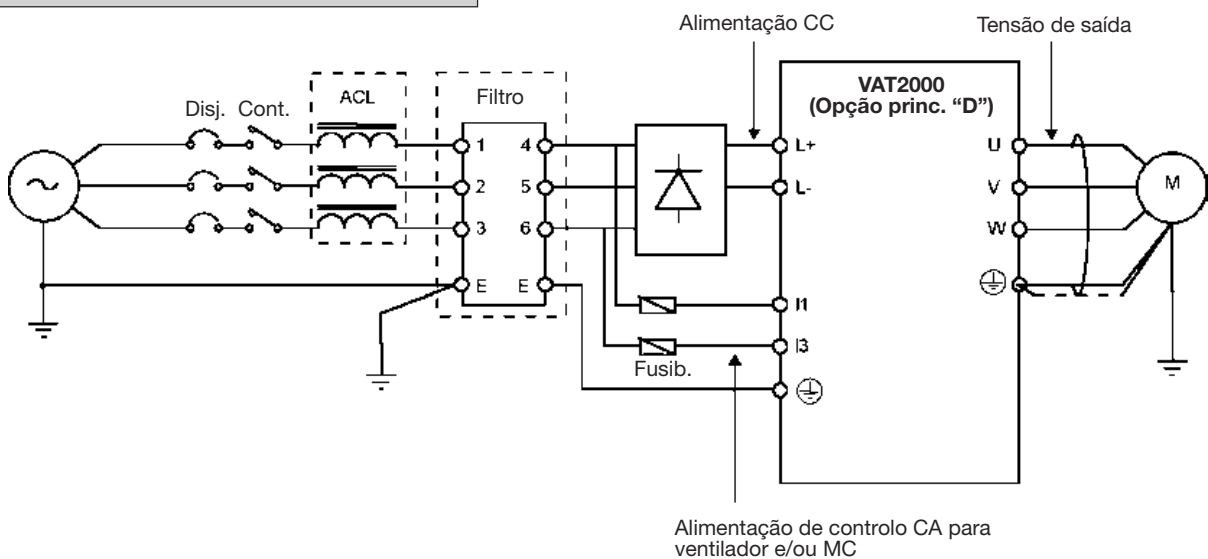 Alimentação CC
Tensão de saída
VAT2000
(Opção princ. “D”)
Disj. Cont.
ACL
Filtro
1 4
2 5
3 6
E E
L+
L-
U
V
W
M
I1
I3
Fusib.
Alimentação de controlo CA para
ventilador e/ou MC